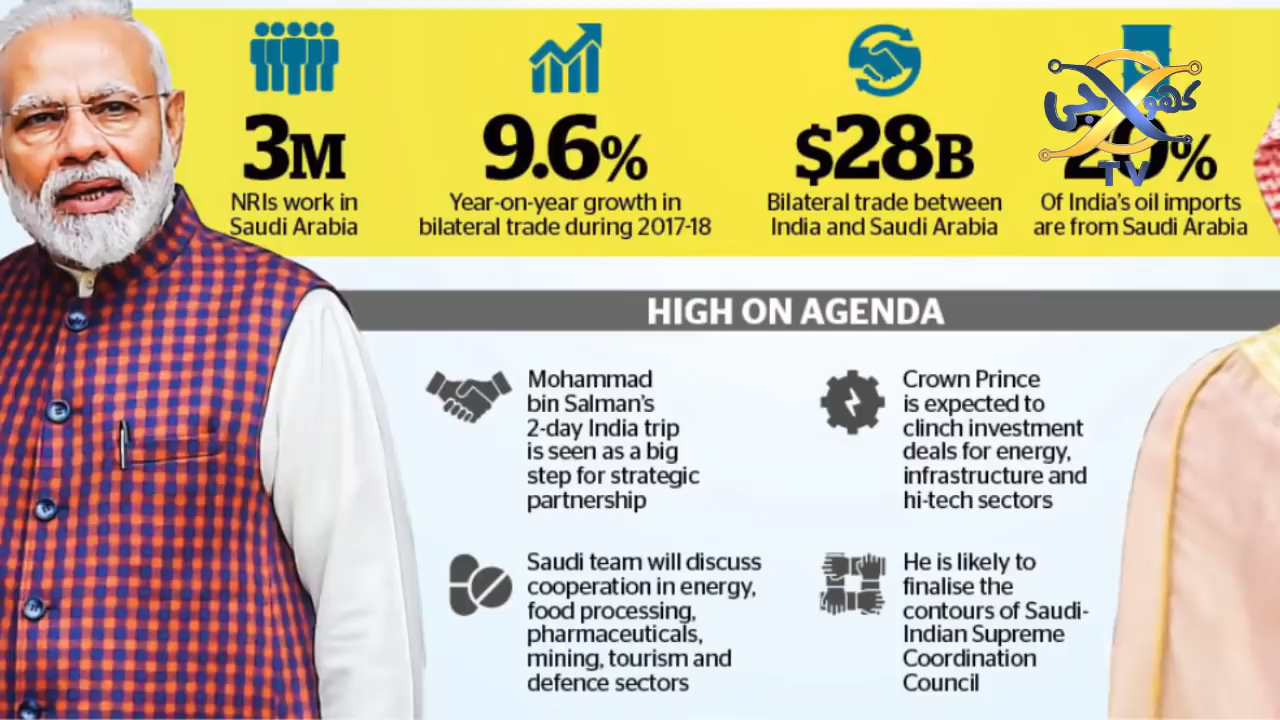 3M
NRIs work in
Saudi Arabia
9.6%
Year-on-year growth in
bilateral trade during 2017-18
$28B
Bilateral trade between
India and Saudi Arabia
%
Of India's oil imports
are from Saudi Arabia
کھوجی
TV
HIGH ON AGENDA
Mohammad
bin Salman's
2-day India trip
is seen as a big
step for strategic
partnership
Crown Prince
is expected to
clinch investment
deals for energy,
infrastructure and
hi-tech sectors
Saudi team will discuss
cooperation in energy,
food processing,
pharmaceuticals,
mining, tourism and
defence sectors
He is likely to
finalise the
contours of Saudi-
Indian Supreme
Coordination
Council